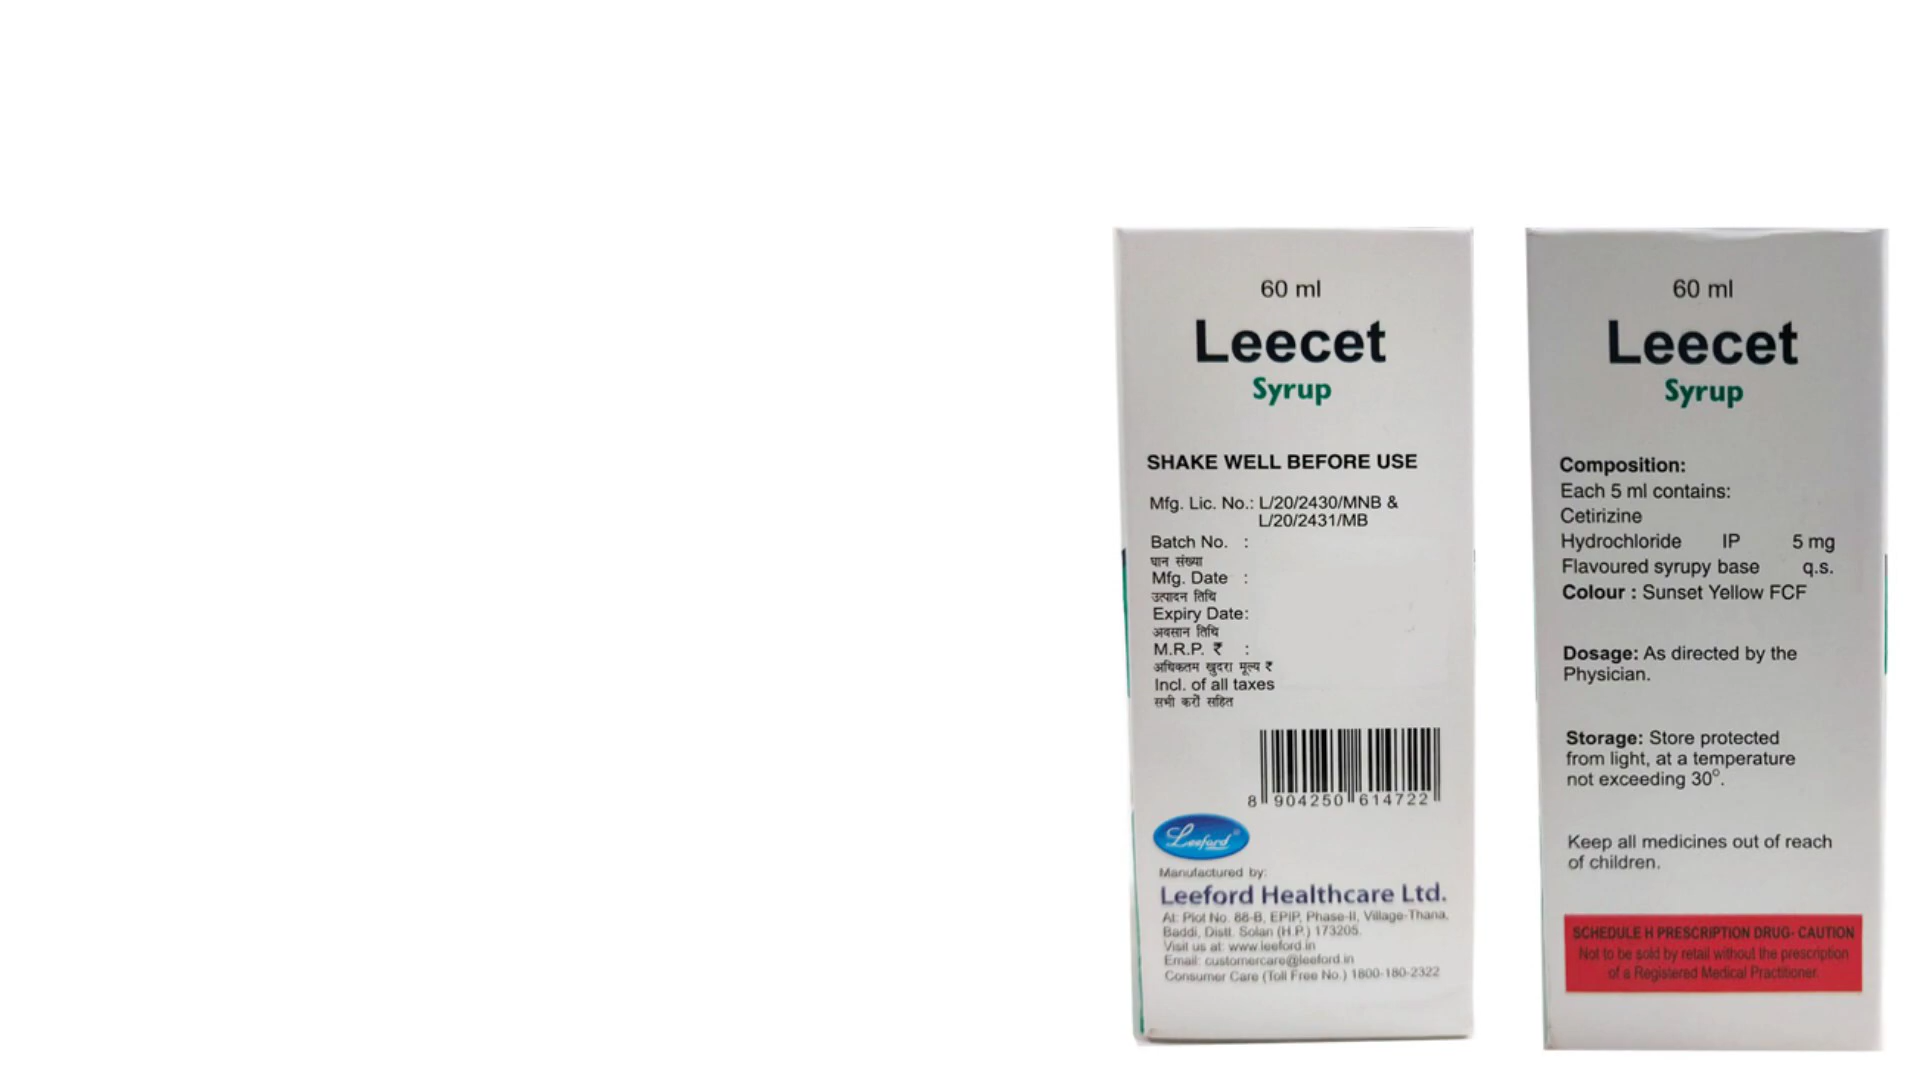 60 ml
Leecet
Syrup
SHAKE WELL BEFORE USE
Mfg. Lic. No.: L/20/2430/MNB &
L/20/2431/MB
Batch No. :
घान संख्या
Mfg. Date :
उत्पादन तिथि
Expiry Date:
अवसान तिथि
M.R.P. ₹ :
अधिकतम खुदरा मूल्य ₹
Incl. of all taxes
सभी करों सहित
8 904250 614722
Leeford®
Manufactured by:
Leeford Healthcare Ltd.
At: Plot No. 88-B, EPIP, Phase-II, Village-Thana,
Baddi, Distt. Solan (H.P.) 173205.
Visit us at: www.leeford.in
Email: customercare@leeford.in
Consumer Care (Toll Free No.) 1800-180-2322
60 ml
Leecet
Syrup
Composition:
Each 5 ml contains:
Cetirizine
Hydrochloride IP 5 mg
Flavoured syrupy base q.s.
Colour : Sunset Yellow FCF
Dosage: As directed by the
Physician.
Storage: Store protected
from light, at a temperature
not exceeding 30°.
Keep all medicines out of reach
of children.
SCHEDULE H PRESCRIPTION DRUG- CAUTION
Not to be sold by retail without the prescription
of a Registered Medical Practitioner.